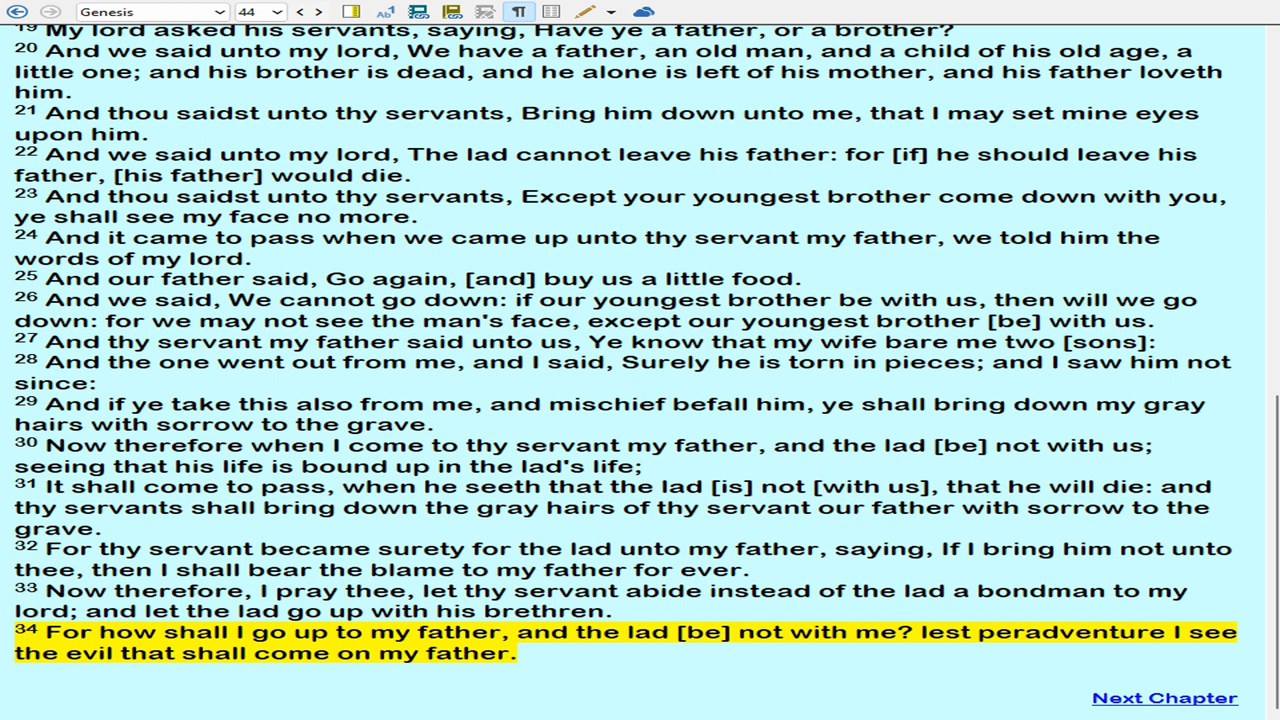 Genesis 44
19 My lord asked his servants, saying, Have ye a father, or a brother?
20 And we said unto my lord, We have a father, an old man, and a child of his old age, a
little one; and his brother is dead, and he alone is left of his mother, and his father loveth
him.
21 And thou saidst unto thy servants, Bring him down unto me, that I may set mine eyes
upon him.
22 And we said unto my lord, The lad cannot leave his father: for [if] he should leave his
father, [his father] would die.
23 And thou saidst unto thy servants, Except your youngest brother come down with you,
ye shall see my face no more.
24 And it came to pass when we came up unto thy servant my father, we told him the
words of my lord.
25 And our father said, Go again, [and] buy us a little food.
26 And we said, We cannot go down: if our youngest brother be with us, then will we go
down: for we may not see the man's face, except our youngest brother [be] with us.
27 And thy servant my father said unto us, Ye know that my wife bare me two [sons]:
28 And the one went out from me, and I said, Surely he is torn in pieces; and I saw him not
since:
29 And if ye take this also from me, and mischief befall him, ye shall bring down my gray
hairs with sorrow to the grave.
30 Now therefore when I come to thy servant my father, and the lad [be] not with us;
seeing that his life is bound up in the lad's life;
31 It shall come to pass, when he seeth that the lad [is] not [with us], that he will die: and
thy servants shall bring down the gray hairs of thy servant our father with sorrow to the
grave.
32 For thy servant became surety for the lad unto my father, saying, If I bring him not unto
thee, then I shall bear the blame to my father for ever.
33 Now therefore, I pray thee, let thy servant abide instead of the lad a bondman to my
lord; and let the lad go up with his brethren.
34 For how shall I go up to my father, and the lad [be] not with me? lest peradventure I see
the evil that shall come on my father.
Next Chapter